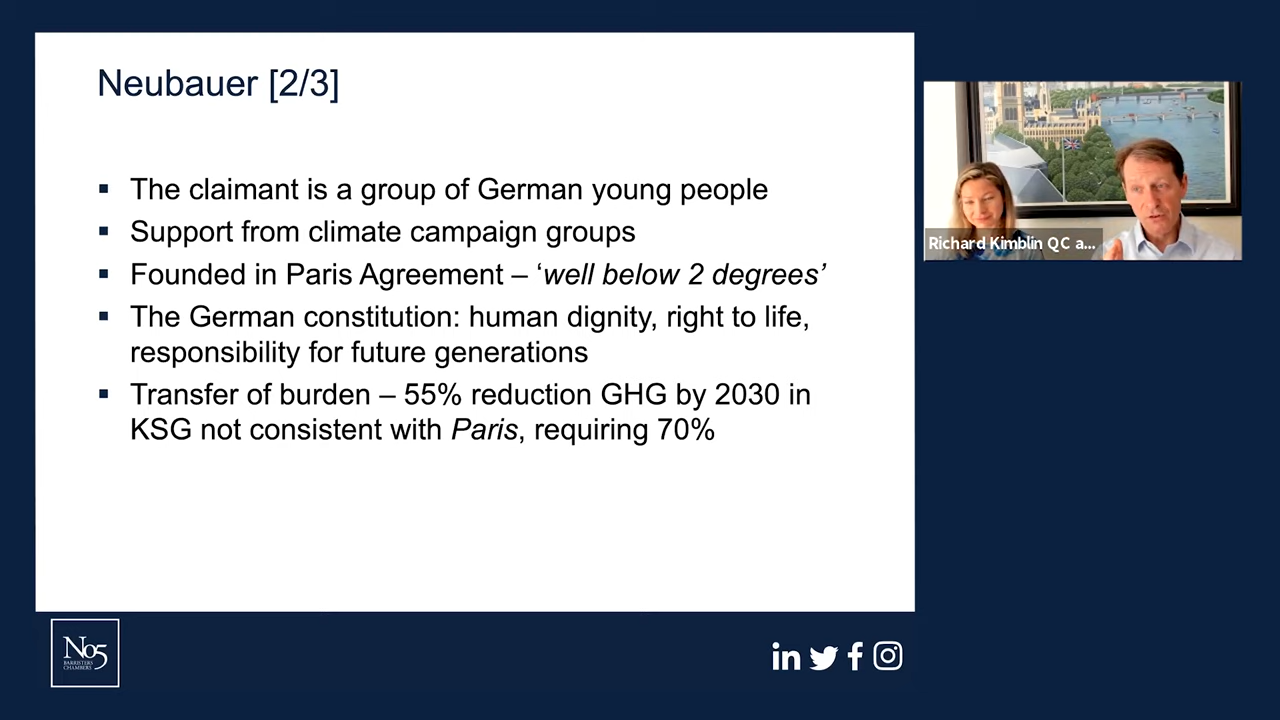 Neubauer [2/3]
▪ The claimant is a group of German young people
▪ Support from climate campaign groups
▪ Founded in Paris Agreement – ‘well below 2 degrees’
▪ The German constitution: human dignity, right to life,
responsibility for future generations
▪ Transfer of burden – 55% reduction GHG by 2030 in
KSG not consistent with Paris, requiring 70%
Richard Kimblin QC a...
No5
BARRISTERS
CHAMBERS